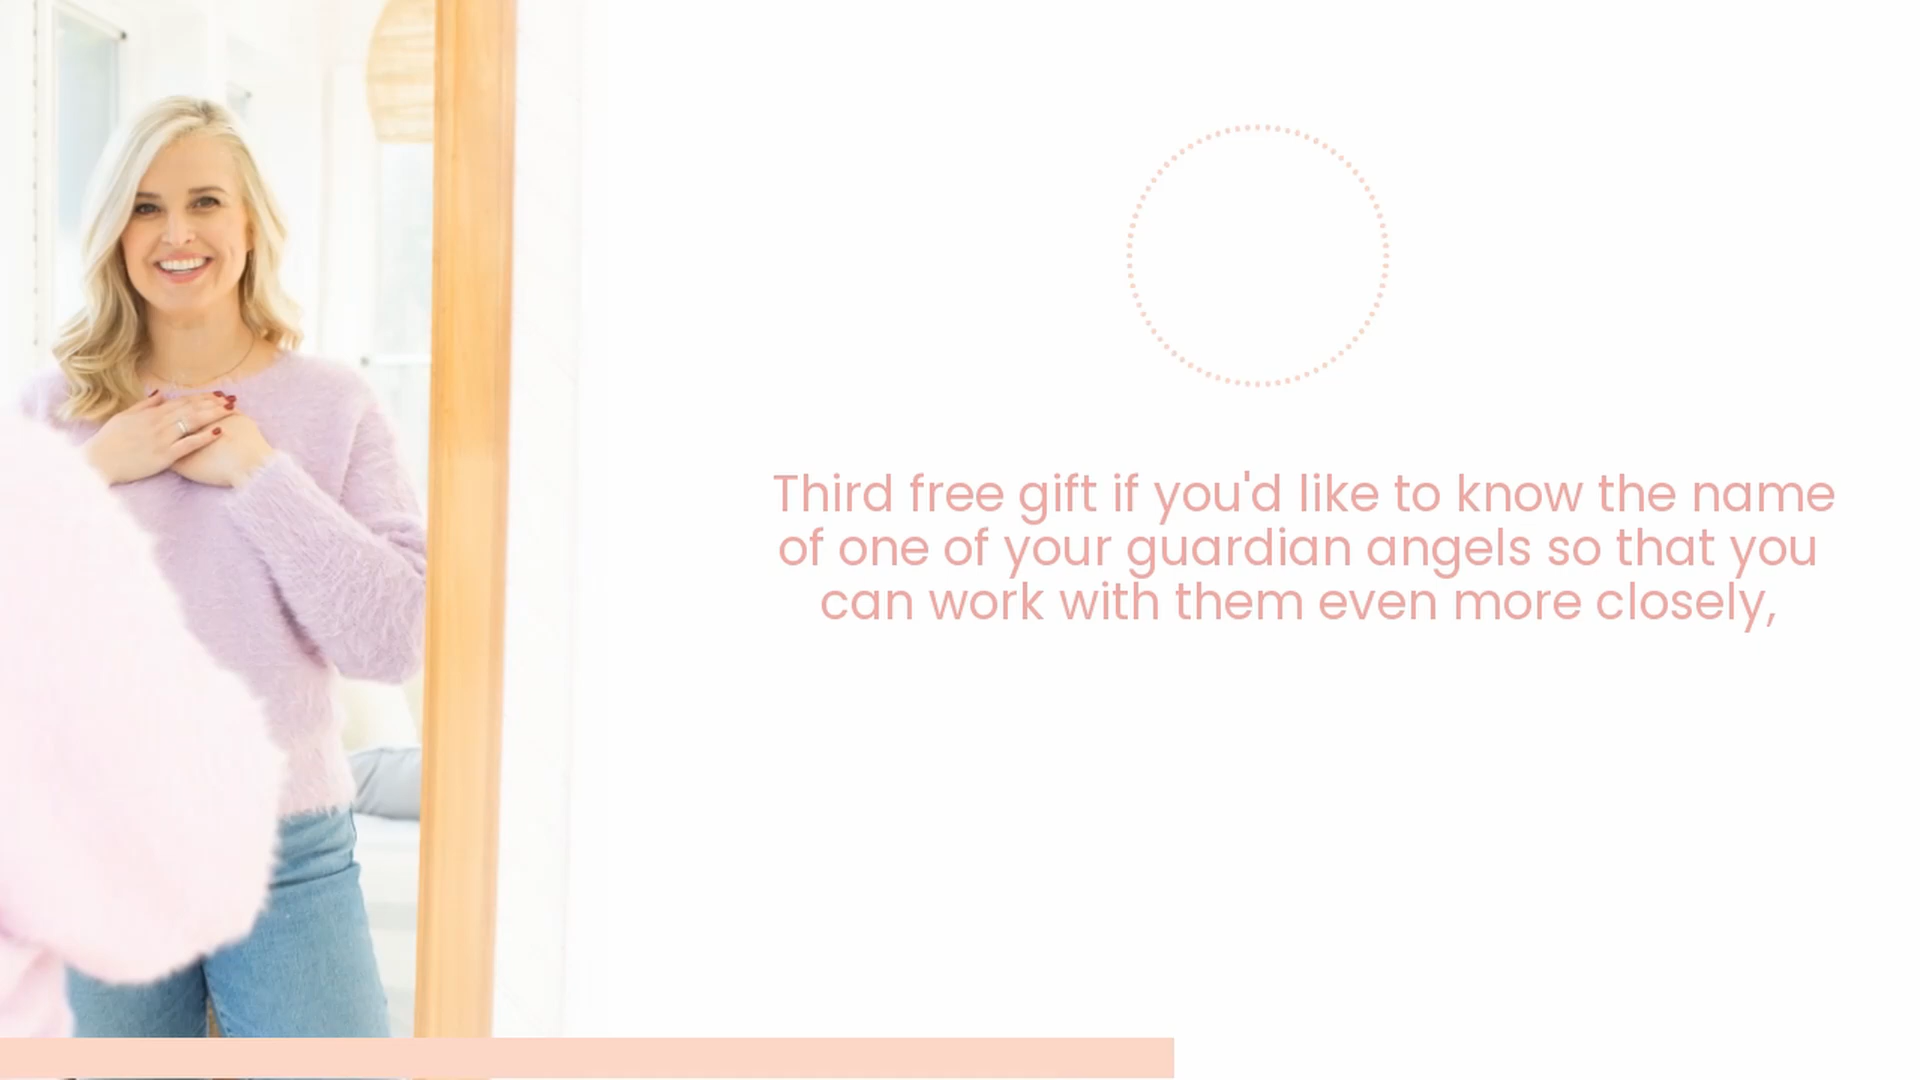 Third free gift if you'd like to know the name
of one of your guardian angels so that you
can work with them even more closely,